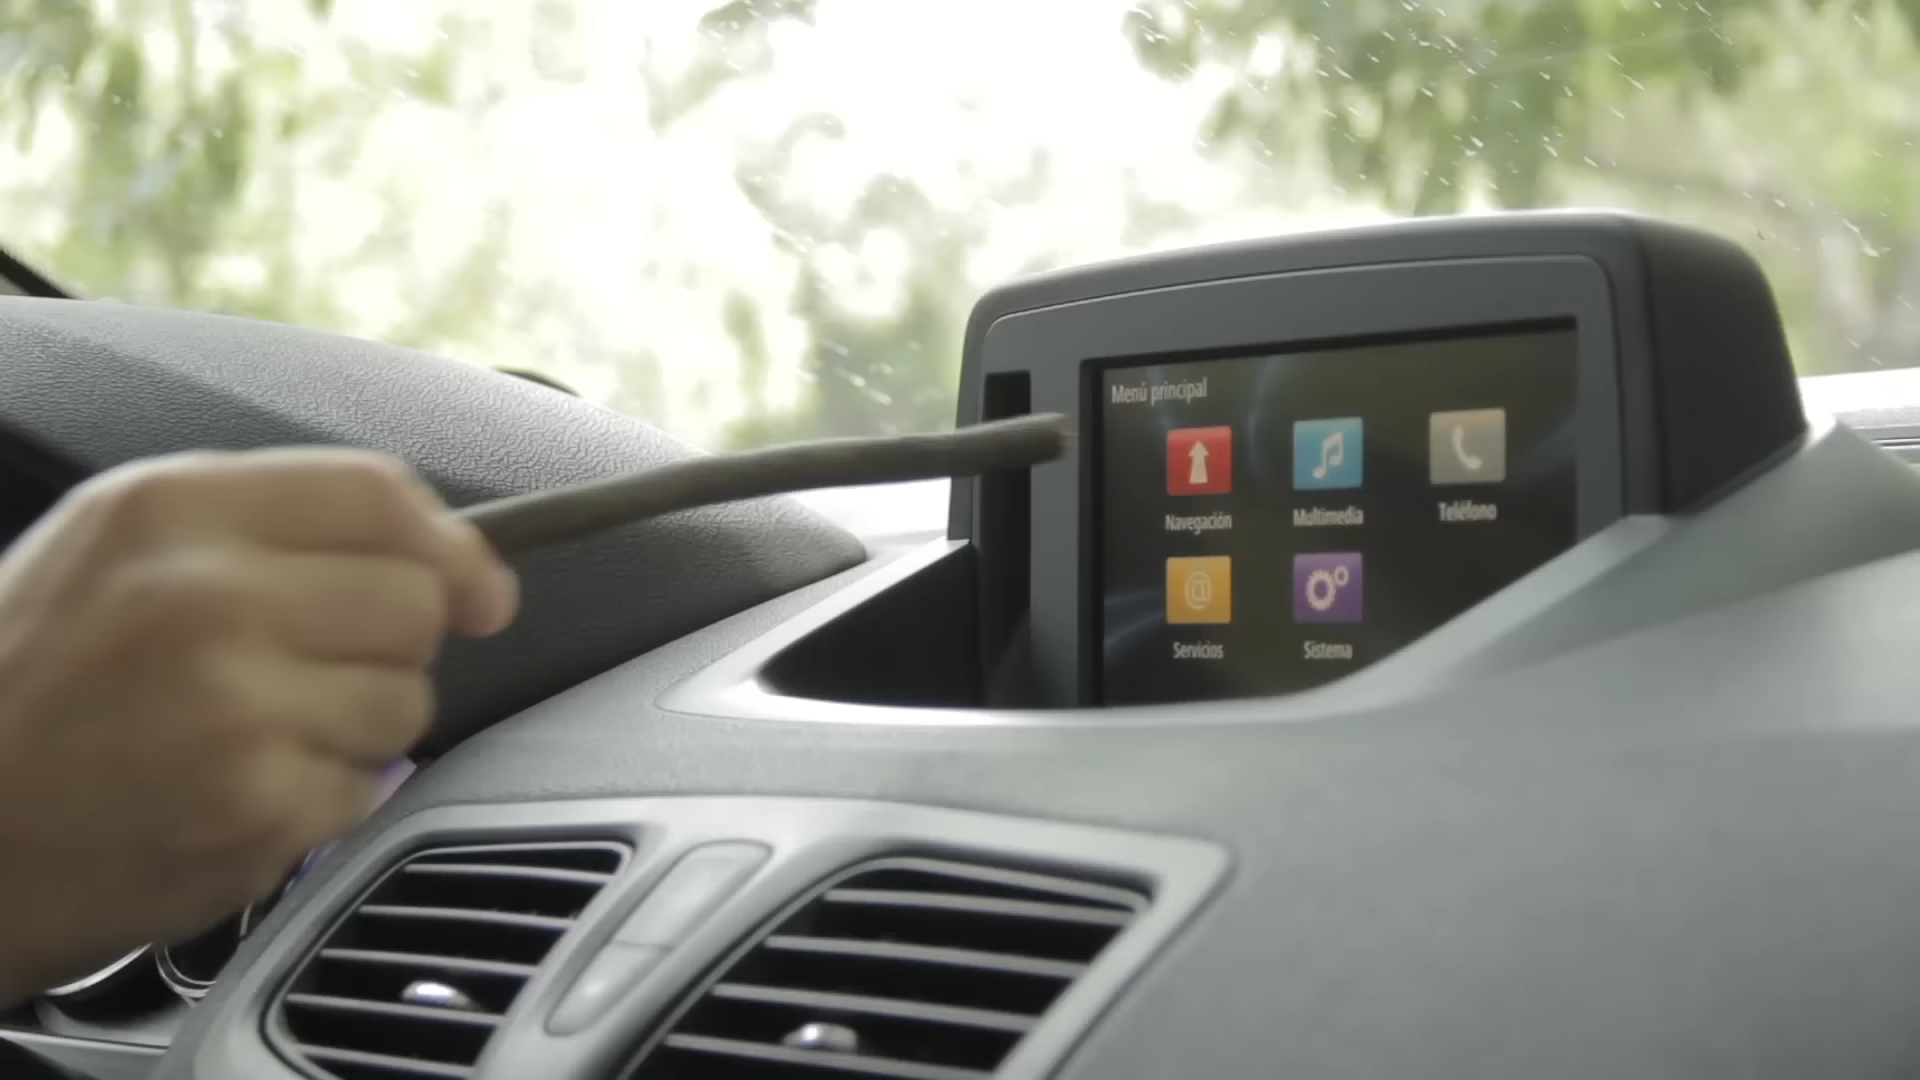 Menú principal
Navegación
Multimedia
Teléfono
@
Servicios
Sistema